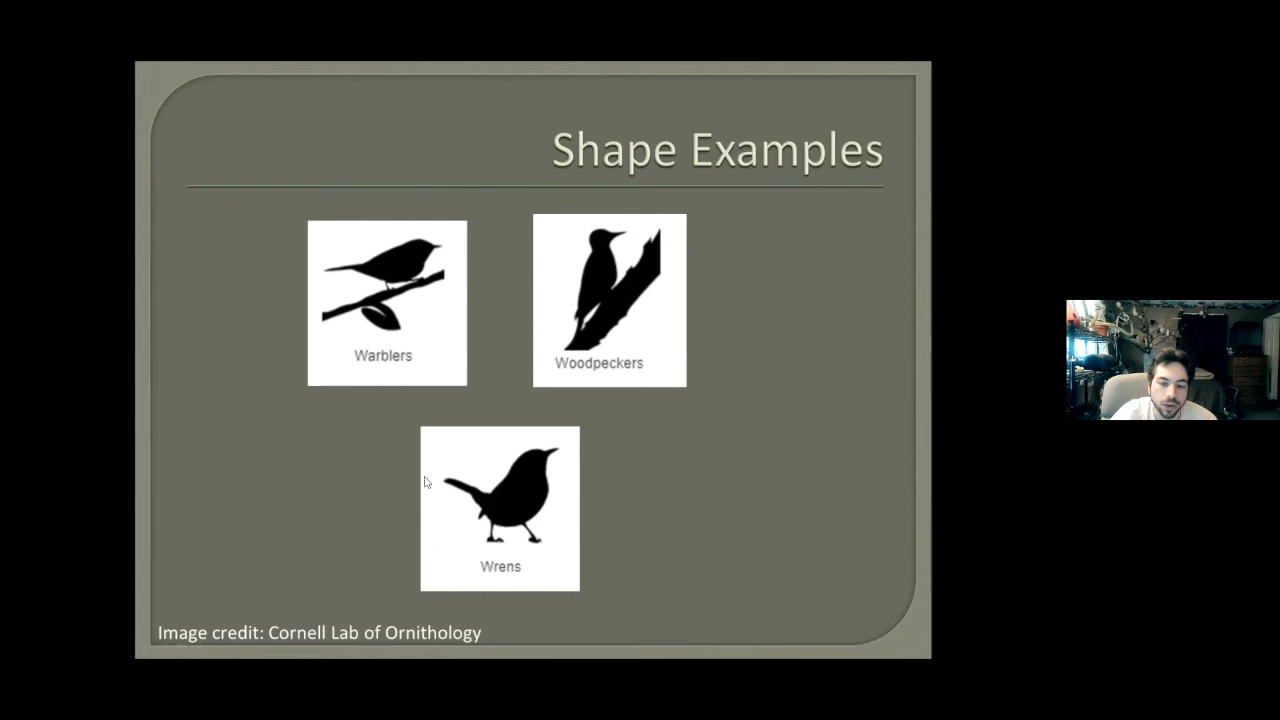 Shape Examples
Warblers
Woodpeckers
Wrens
Image credit: Cornell Lab of Ornithology